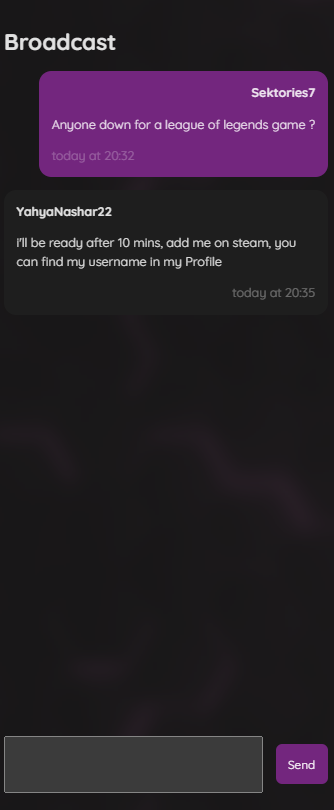 Broadcast
Sektories7
Anyone down for a league of legends game ?
today at 20:32
YahyaNashar22
I'll be ready after 10 mins, add me on steam, you
can find my username in my Profile
today at 20:35
Send